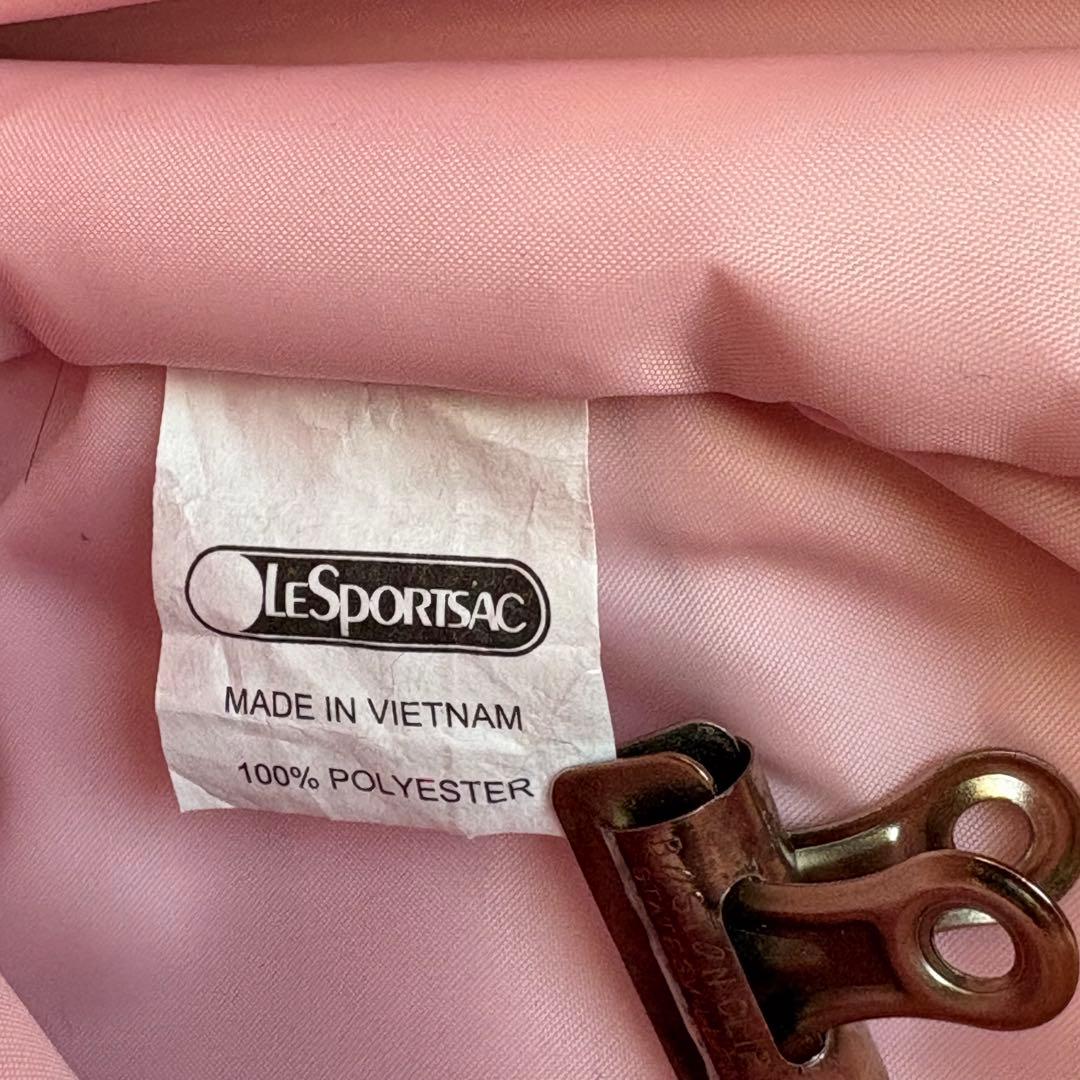 LESPORTSAC
MADE IN VIETNAM
100% POLYESTER